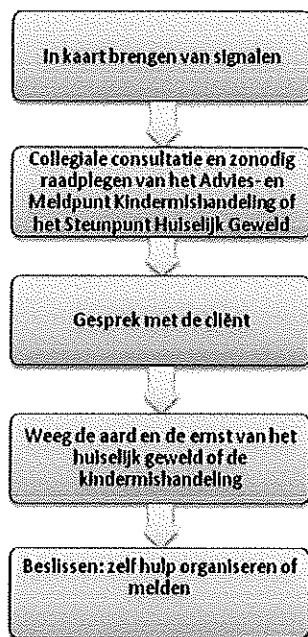 In kaart brengen van signalen
Collegiale consultatie en zonodig
raadplegen van het Advies- en
Meldpunt Kindermishandeling of
het Steunpunt Huiselijk Geweld
Gesprek met de cliënt
Weeg de aard en de ernst van het
huiselijk geweld of de
kindermishandeling
Beslissen: zelf hulp organiseren of
melden